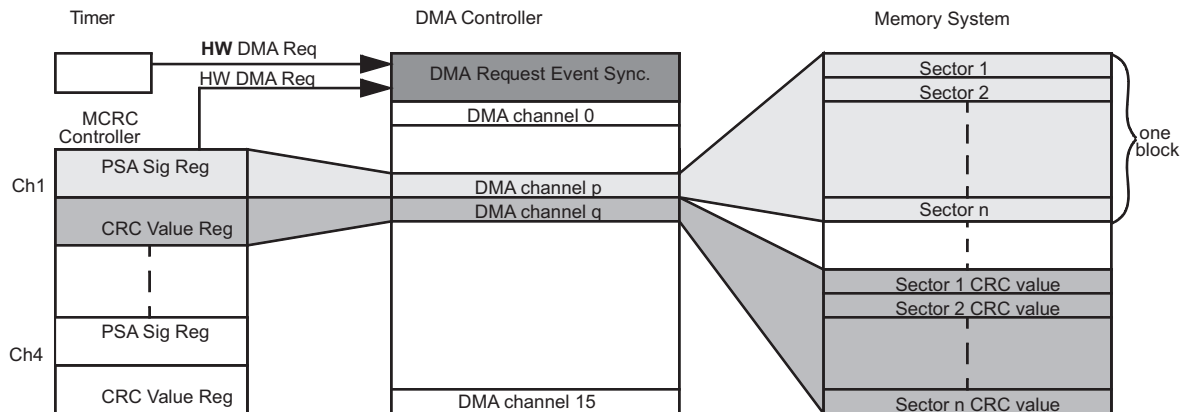 Timer
DMA Controller
Memory System
HW DMA Req
HW DMA Req
DMA Request Event Sync.
DMA channel 0
MCRC
Controller
Ch1
PSA Sig Reg
CRC Value Reg
DMA channel p
DMA channel q
Sector 1
Sector 2
Sector n
one
block
Sector 1 CRC value
Sector 2 CRC value
Ch4
PSA Sig Reg
CRC Value Reg
DMA channel 15
Sector n CRC value